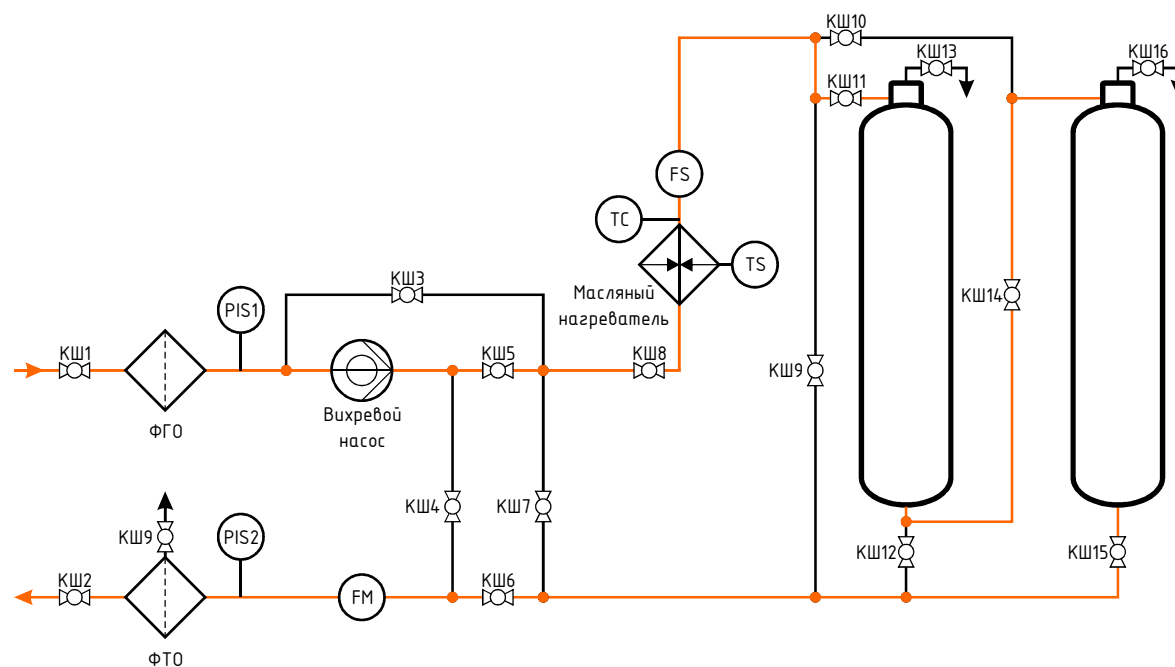 КШ10
КШ13
КШ16
КШ11
FS
TC
TS
Масляный
нагреватель
КШ3
PIS1
КШ14
КШ1
КШ5
КШ8
КШ9
Вихревой
насос
ФГО
КШ4
КШ7
КШ9
PIS2
КШ12
КШ15
КШ2
FM
КШ6
ФТО